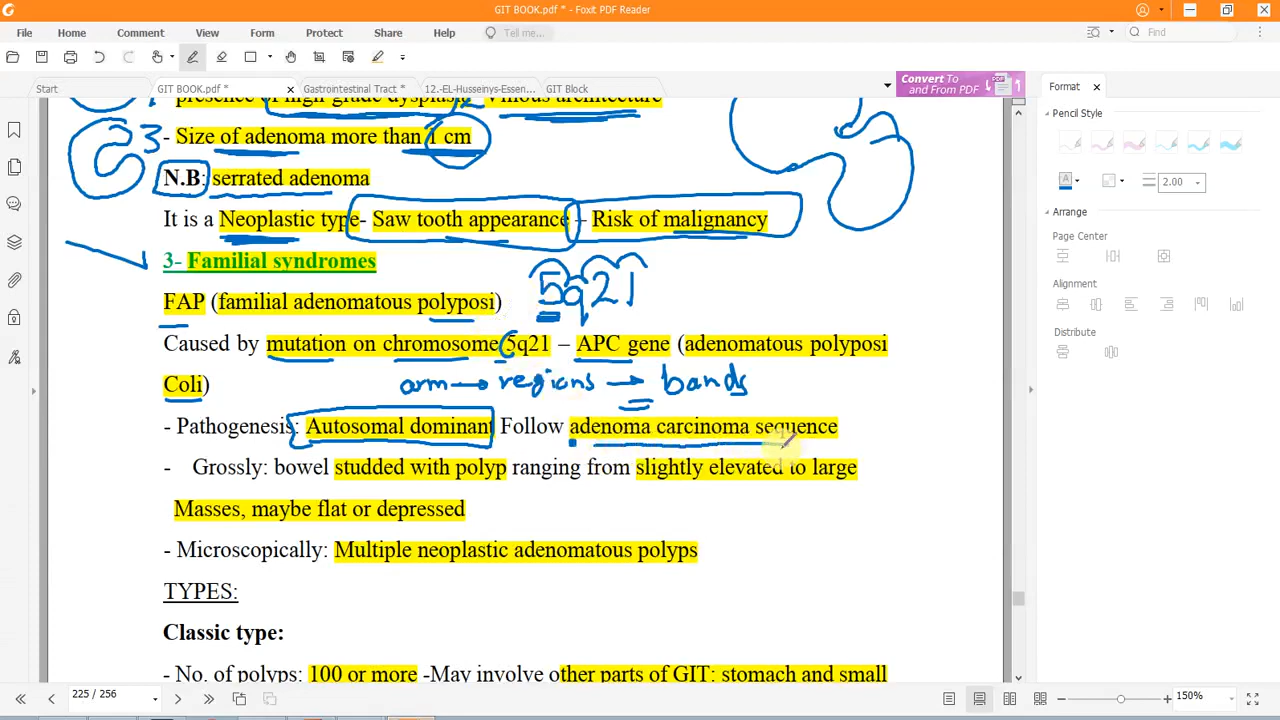 GIT BOOK.pdf * - Foxit PDF Reader
File Home Comment View Form Protect Share Help Tell me... Find
Start GIT BOOK.pdf * Gastrointestinal Tract * 12.-EL-Husseinys-Essen... GIT Block Convert To and From PDF PDF
Format
Pencil Style
2.00
Arrange
Page Center
Alignment
Distribute
- Size of adenoma more than 1 cm
3
N.B: serrated adenoma
It is a Neoplastic type- Saw tooth appearance – Risk of malignancy
3- Familial syndromes
5q21
FAP (familial adenomatous polyposi)
Caused by mutation on chromosome 5q21 – APC gene (adenomatous polyposi
Coli)
arm → regions → bands
- Pathogenesis: Autosomal dominant Follow adenoma carcinoma sequence
- Grossly: bowel studded with polyp ranging from slightly elevated to large
Masses, maybe flat or depressed
- Microscopically: Multiple neoplastic adenomatous polyps
TYPES:
Classic type:
- No. of polyps: 100 or more -May involve other parts of GIT: stomach and small
225 / 256
150%